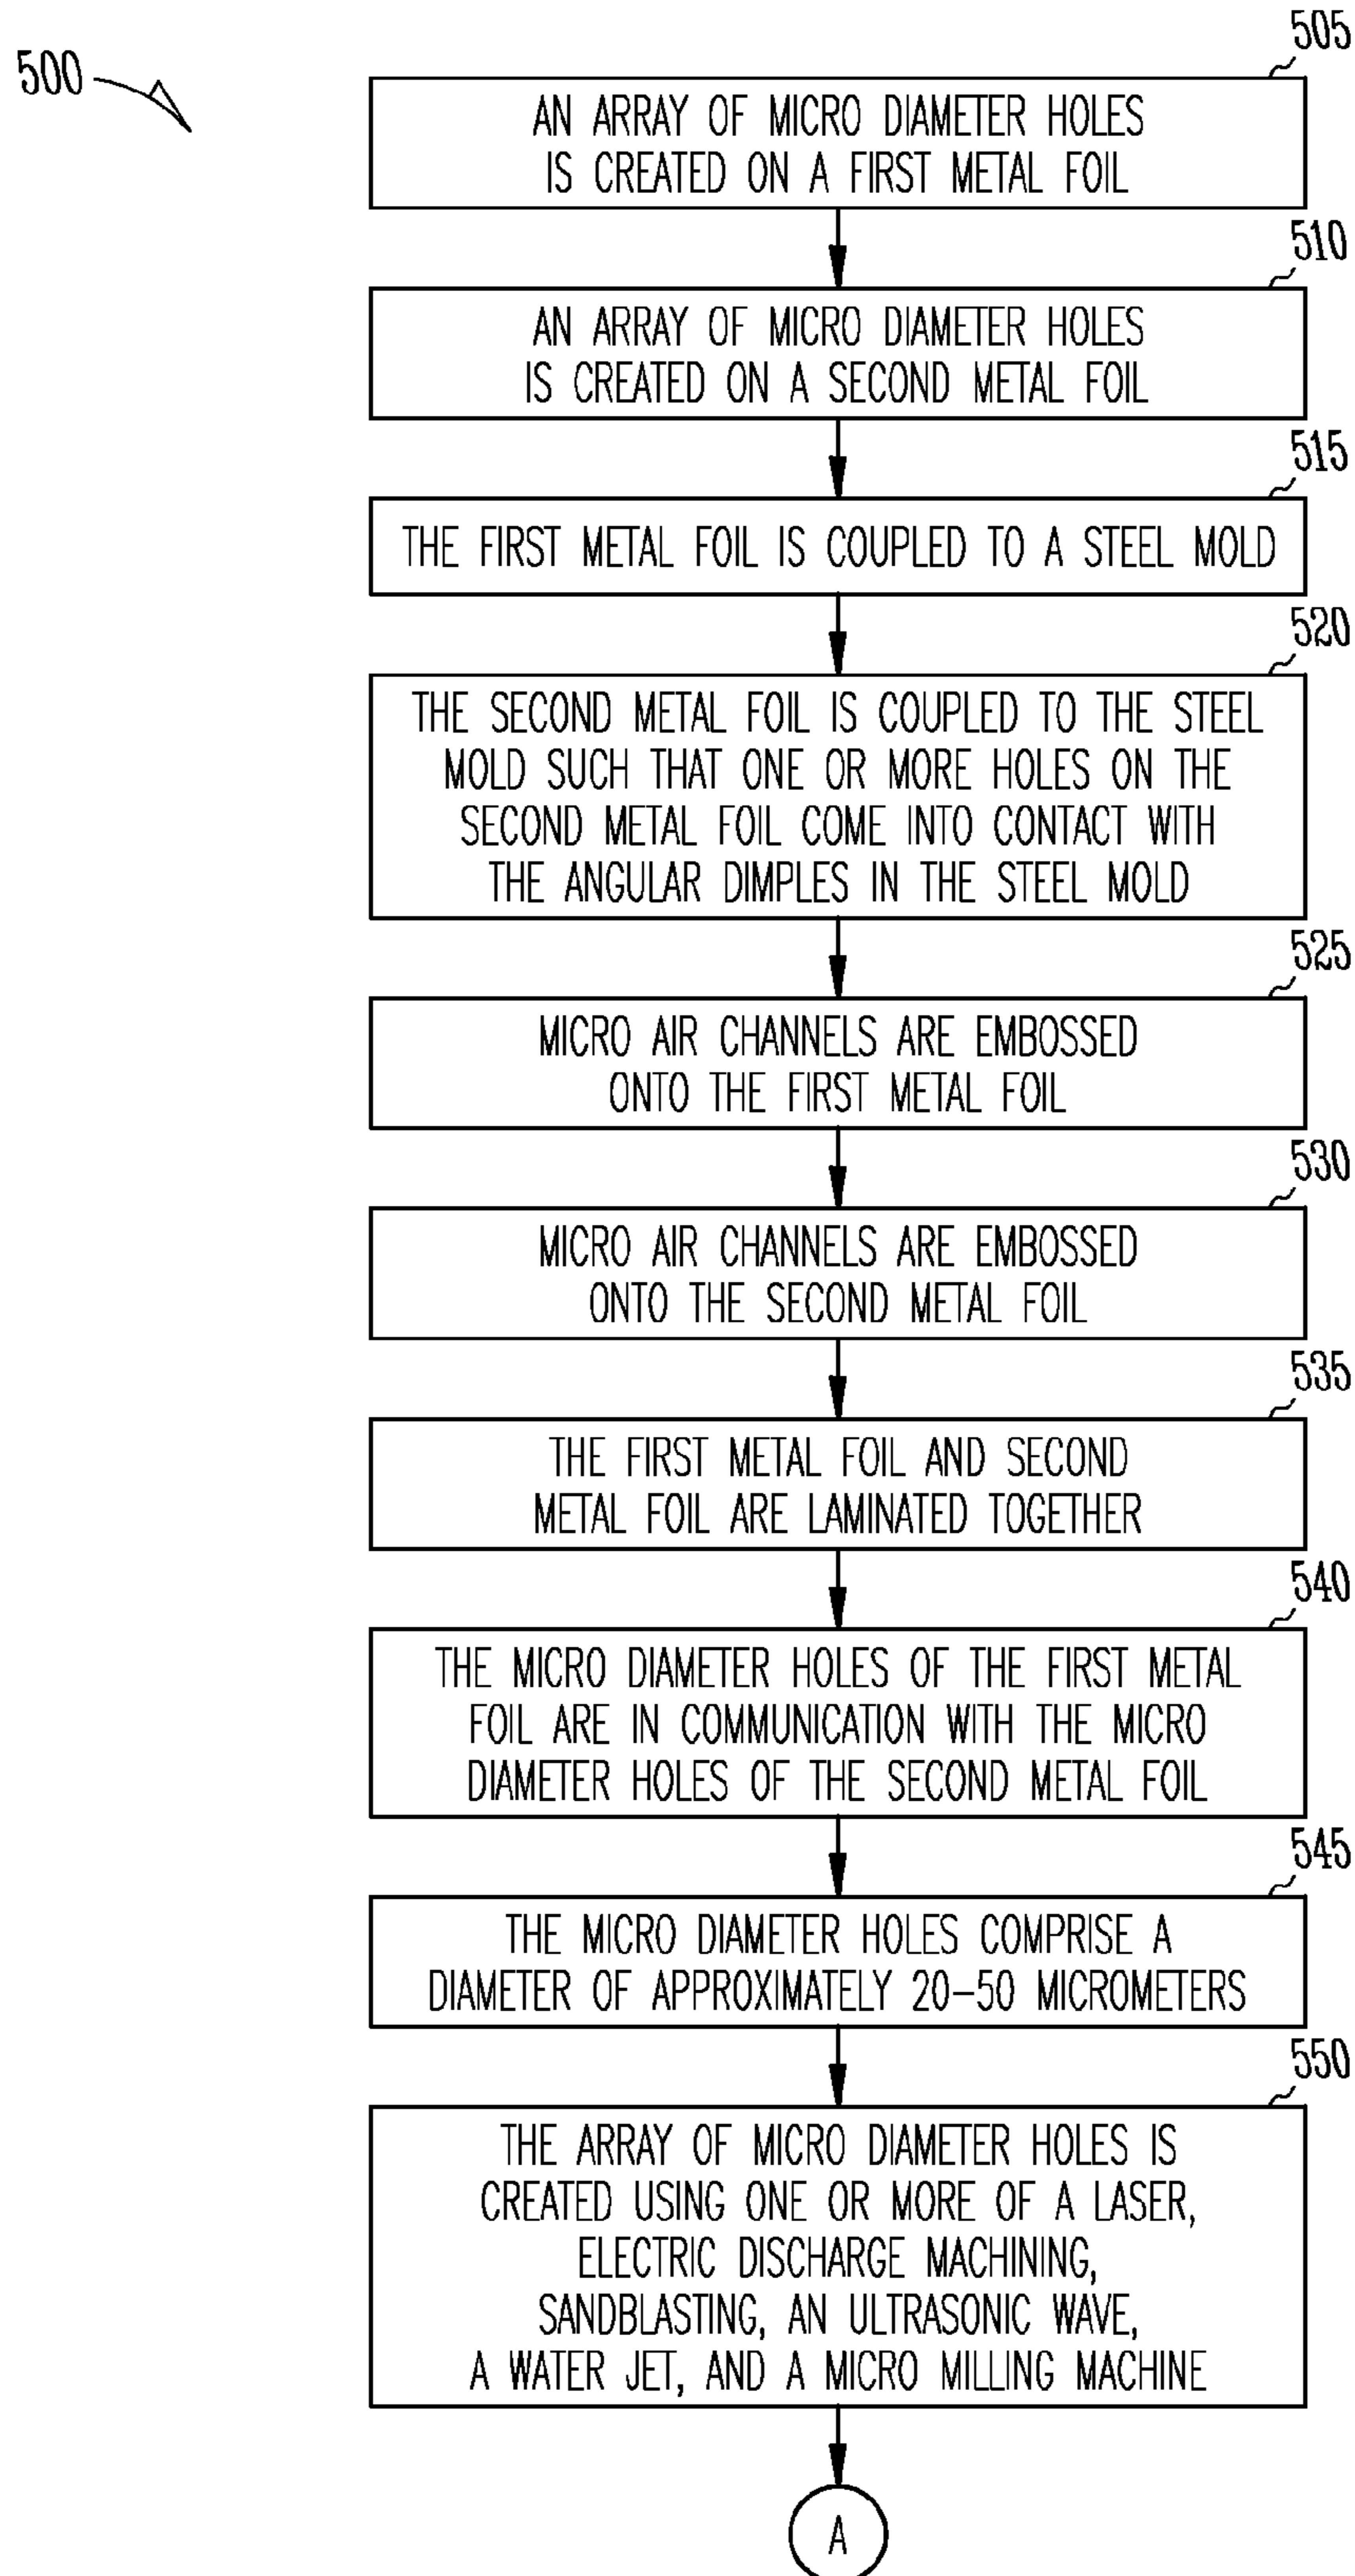 500
505
AN ARRAY OF MICRO DIAMETER HOLES
IS CREATED ON A FIRST METAL FOIL
510
AN ARRAY OF MICRO DIAMETER HOLES
IS CREATED ON A SECOND METAL FOIL
515
THE FIRST METAL FOIL IS COUPLED TO A STEEL MOLD
520
THE SECOND METAL FOIL IS COUPLED TO THE STEEL
MOLD SUCH THAT ONE OR MORE HOLES ON THE
SECOND METAL FOIL COME INTO CONTACT WITH
THE ANGULAR DIMPLES IN THE STEEL MOLD
525
MICRO AIR CHANNELS ARE EMBOSSED
ONTO THE FIRST METAL FOIL
530
MICRO AIR CHANNELS ARE EMBOSSED
ONTO THE SECOND METAL FOIL
535
THE FIRST METAL FOIL AND SECOND
METAL FOIL ARE LAMINATED TOGETHER
540
THE MICRO DIAMETER HOLES OF THE FIRST METAL
FOIL ARE IN COMMUNICATION WITH THE MICRO
DIAMETER HOLES OF THE SECOND METAL FOIL
545
THE MICRO DIAMETER HOLES COMPRISE A
DIAMETER OF APPROXIMATELY 20-50 MICROMETERS
550
THE ARRAY OF MICRO DIAMETER HOLES IS
CREATED USING ONE OR MORE OF A LASER,
ELECTRIC DISCHARGE MACHINING,
SANDBLASTING, AN ULTRASONIC WAVE,
A WATER JET, AND A MICRO MILLING MACHINE
A